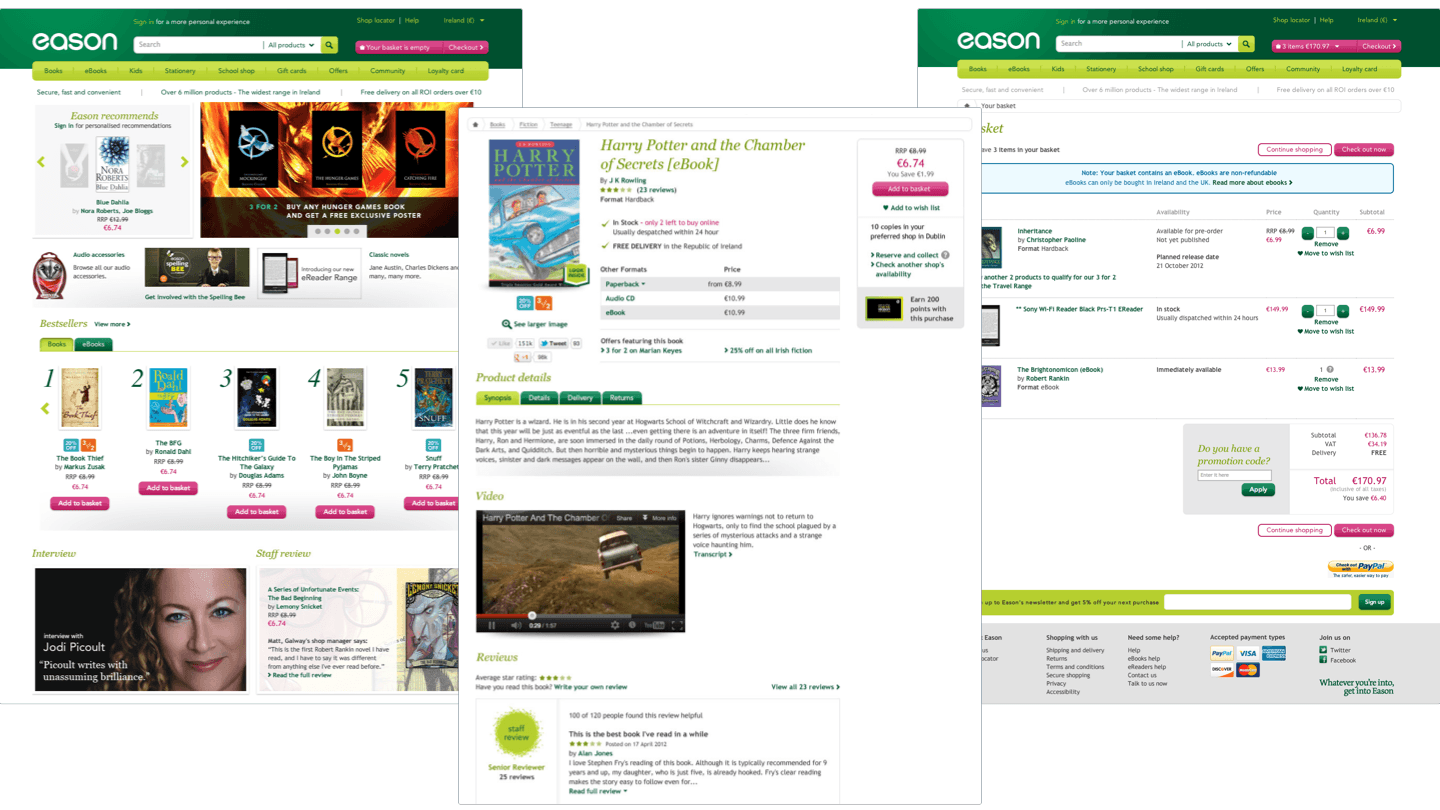 Sign in for a more personal experience
Shop locator | Help
Ireland (€)
eason
Search
All products
Your basket is empty
Checkout
Books
eBooks
Kids
Stationery
School shop
Gift cards
Offers
Community
Loyalty card
Secure, fast and convenient | Over 6 million products - The widest range in Ireland | Free delivery on all ROI orders over €10
Eason recommends
Sign in for personalised recommendations
NORA
ROBERTS
Blue Dahlia
Blue Dahlia
by Nora Roberts, Joe Bloggs
RRP €12.99
€6.74
MOCKINGJAY
THE HUNGER GAMES
CATCHING FIRE
3 FOR 2
BUY ANY HUNGER GAMES BOOK
AND GET A FREE EXCLUSIVE POSTER
Audio accessories
Browse all our audio
accessories.
spelling
BEE
Get involved with the Spelling Bee
Introducing our new
eReader Range
Classic novels
Jane Austin, Charles Dickens an
many, many more.
Bestsellers
View more
Books
eBooks
1
2
3
4
5
20% OFF
3/2
The Book Thief
by Markus Zusak
RRP €8.99
€6.74
Add to basket
The BFG
by Ronald Dahl
RRP €8.99
€6.74
Add to basket
20% OFF
The Hitchiker's Guide To
The Galaxy
by Douglas Adams
RRP €8.99
€6.74
Add to basket
3/2
The Boy In The Striped
Pyjamas
by John Boyne
RRP €8.99
€6.74
Add to basket
TERRY
PRATCHETT
SNUFF
20% OFF
Snuff
by Terry Pratchet
RRP €8.99
€6.74
Add to basket
Interview
interview with
Jodi Picoult
"Picoult writes with
unassuming brilliance."
Staff review
A Series of Unfortunate Events:
The Bad Beginning
by Lemony Snicket
RRP €8.99
€6.74
Matt, Galway's shop manager says:
"This is the first Robert Rankin novel I have
read, and I have to say it was different
from anything else I've ever read before."
Read the full review
LEMONY SNICKET
Books
Fiction
Teenage
Harry Potter and the Chamber of Secrets
J.K.ROWLING
HARRY
POTTER
LOOK
INSIDE
20% OFF
3/2
See larger image
Like
151k
Tweet
93
+1
98k
Harry Potter and the Chamber
of Secrets [eBook]
By J K Rowling
(23 reviews)
Format Hardback
In Stock - only 2 left to buy online
Usually dispatched within 24 hour
FREE DELIVERY in the Republic of Ireland
Other Formats
Price
Paperback
from €8.99
Audio CD
€10.99
eBook
€10.99
Offers featuring this book
3 for 2 on Marian Keyes
25% off on all Irish fiction
RRP €8.99
€6.74
You Save €1.99
Add to basket
Add to wish list
10 copies in your
preferred shop in Dublin
Reserve and collect
Check another shop's
availability
Earn 200
points with
this purchase
Product details
Synopsis
Details
Delivery
Returns
Harry Potter is a wizard. He is in his second year at Hogwarts School of Witchcraft and Wizardry. Little does he know
that this year will be just as eventful as the last ...even getting there is an adventure in itself! The three firm friends,
Harry, Ron and Hermione, are soon immersed in the daily round of Potions, Herbology, Charms, Defence Against the
Dark Arts, and Quidditch. But then horrible and mysterious things begin to happen. Harry keeps hearing strange
voices, sinister and dark messages appear on the wall, and then Ron's sister Ginny disappears...
Video
Harry Potter And The Chamber O
Share
More info
0:29 / 1:57
YouTube
Harry ignores warnings not to return to
Hogwarts, only to find the school plagued by a
series of mysterious attacks and a strange
voice haunting him.
Transcript
Reviews
Average star rating:
Have you read this book? Write your own review
View all 23 reviews
staff
review
Senior Reviewer
25 reviews
100 of 120 people found this review helpful
This is the best book I've read in a while
Posted on 17 April 2012
by Alan Jones
I love Stephen Fry's reading of this book. Although it is typically recommended for 9
years and up, my daughter, who is just five, is already hooked. Fry's clear reading
makes the story easy to follow even for...
Read full review
Sign in for a more personal experience
Shop locator | Help
Ireland (€)
eason
Search
All products
3 items €170.97
Checkout
Books
eBooks
Kids
Stationery
School shop
Gift cards
Offers
Community
Loyalty card
Secure, fast and convenient | Over 6 million products - The widest range in Ireland | Free delivery on all ROI orders over €10
Your basket
sket
ave 3 items in your basket
Continue shopping
Check out now
Note: Your basket contains an eBook. eBooks are non-refundable
eBooks can only be bought in Ireland and the UK. Read more about ebooks
Availability
Price
Quantity
Subtotal
Inheritance
by Christopher Paoline
Format Hardback
Available for pre-order
Not yet published
Planned release date
21 October 2012
RRP €8.99
€6.99
- 1 +
Remove
Move to wish list
€6.99
another 2 products to qualify for our 3 for 2
the Travel Range
** Sony Wi-Fi Reader Black Prs-T1 EReader
In stock
Usually dispatched within 24 hours
€149.99
- 1 +
Remove
Move to wish list
€149.99
The Brightonomicon (eBook)
by Robert Rankin
Format eBook
Immediately available
€13.99
1
Remove
Move to wish list
€13.99
Do you have a
promotion code?
Enter it here
Apply
Subtotal €136.78
VAT €34.19
Delivery FREE
Total €170.97
(inclusive of all taxes)
You save €6.40
Continue shopping
Check out now
- OR -
Check out with PayPal
The safer, easier way to pay
up to Eason's newsletter and get 5% off your next purchase
Sign up
t Eason
us
ocator
Shopping with us
Shipping and delivery
Returns
Terms and conditions
Secure shopping
Privacy
Accessibility
Need some help?
Help
eBooks help
eReaders help
Contact us
Talk to us now
Accepted payment types
PayPal
VISA
AMERICAN EXPRESS
DISCOVER
MasterCard
Join us on
Twitter
Facebook
Whatever you're into,
get into Eason